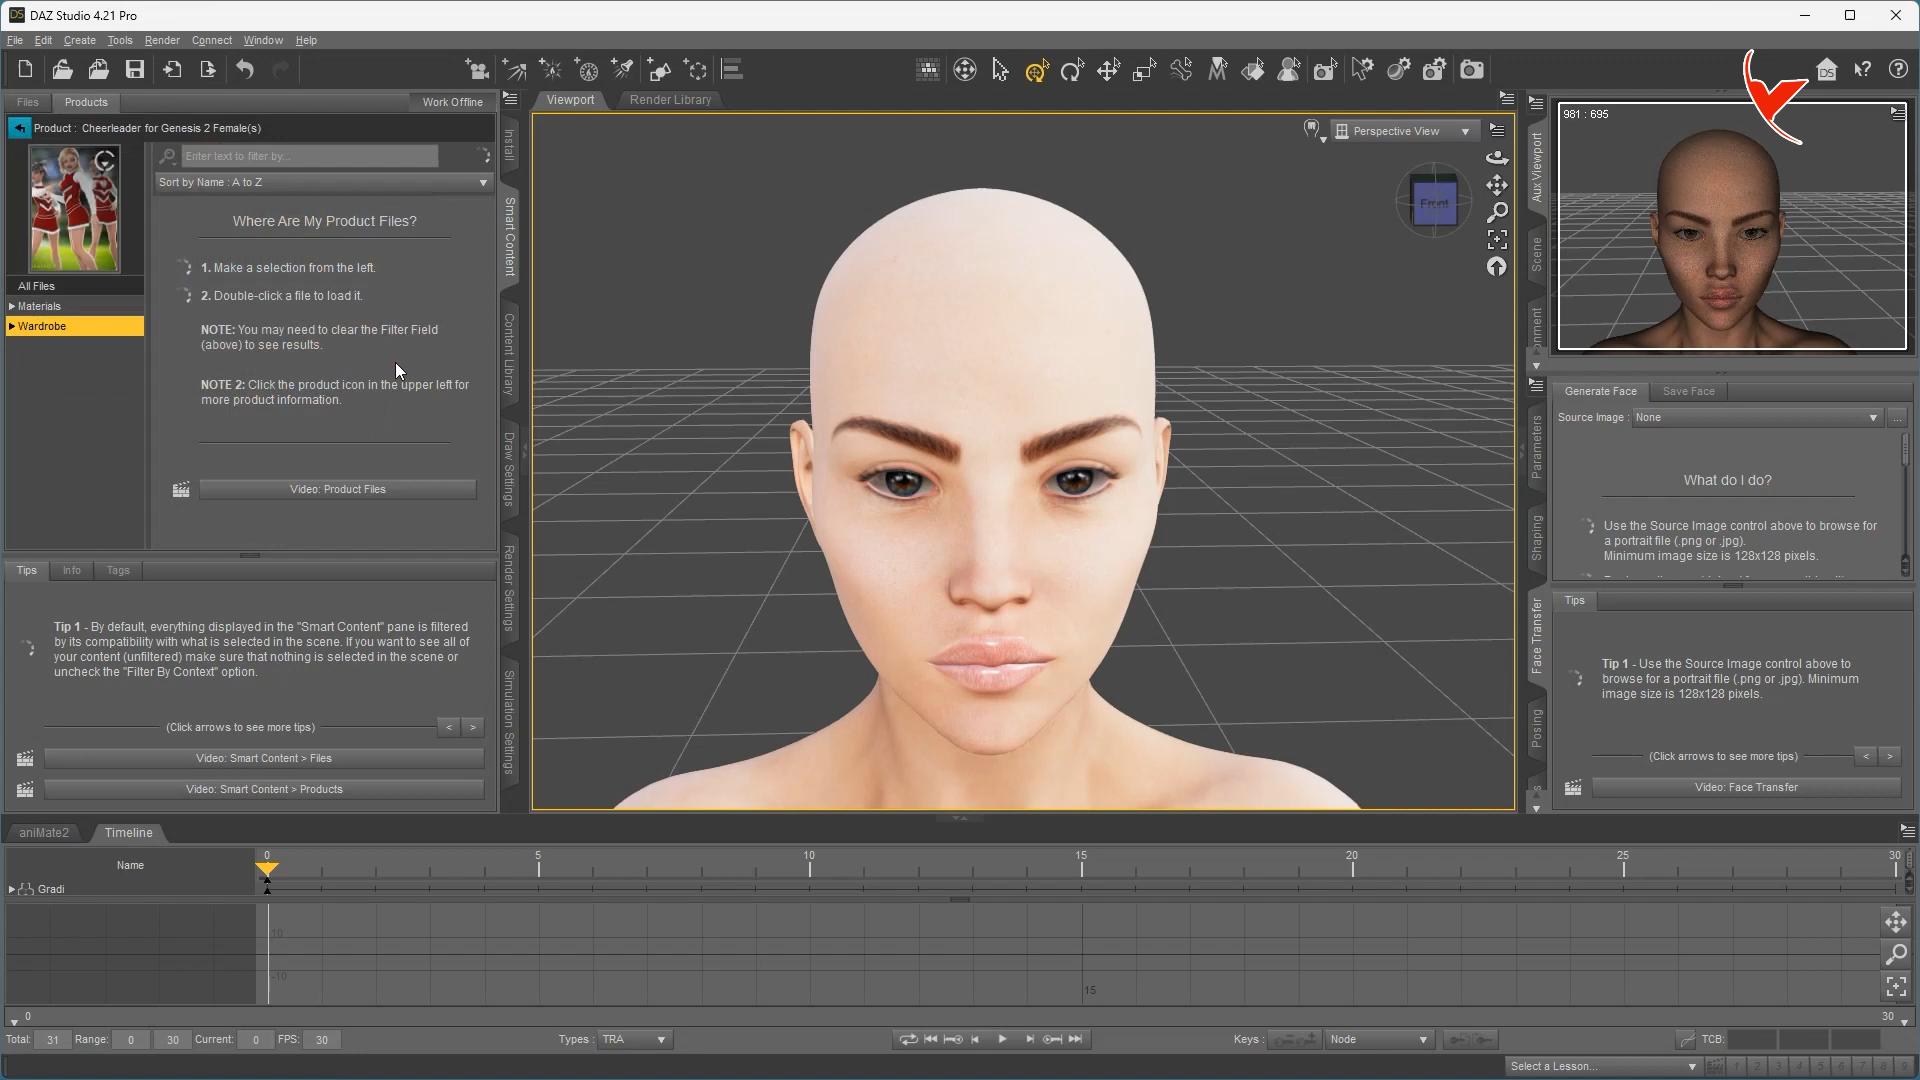 DAZ Studio 4.21 Pro
File Edit Create Tools Render Connect Window Help
Files Products Work Offline
Product : Cheerleader for Genesis 2 Female(s)
Enter text to filter by...
Sort by Name : A to Z
Where Are My Product Files?
1. Make a selection from the left.
2. Double-click a file to load it.
NOTE: You may need to clear the Filter Field
(above) to see results.
NOTE 2: Click the product icon in the upper left for
more product information.
Video: Product Files
All Files
Materials
Wardrobe
Tips Info Tags
Tip 1 - By default, everything displayed in the "Smart Content" pane is filtered
by its compatibility with what is selected in the scene. If you want to see all of
your content (unfiltered) make sure that nothing is selected in the scene or
uncheck the "Filter By Context" option.
(Click arrows to see more tips) < >
Video: Smart Content > Files
Video: Smart Content > Products
Install
Smart Content
Content Library
Draw Settings
Render Settings
Simulation Settings
Viewport Render Library
Perspective View
Front
Aux Viewport
Scene
981 : 695
Parameters
Shaping
Face Transfer
Posing
Generate Face Save Face
Source Image : None ...
What do I do?
Use the Source Image control above to browse for
a portrait file (.png or .jpg).
Minimum image size is 128x128 pixels.
Tips
Tip 1 - Use the Source Image control above to
browse for a portrait file (.png or .jpg). Minimum
image size is 128x128 pixels.
(Click arrows to see more tips) < >
Video: Face Transfer
aniMate2 Timeline
Name
Gradi
0 5 10 15 20 25 30
10
-10
15
0 30
Total: 31 Range: 0 30 Current: 0 FPS: 30 Types : TRA Keys : Node TCB:
Select a Lesson... 1 2 3 4 5 6 7 8 9